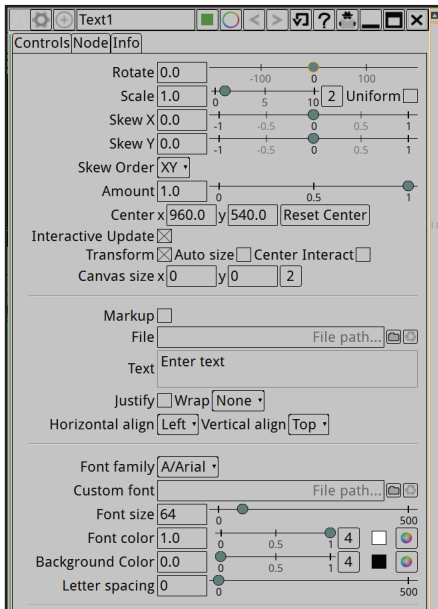 Text1
Controls Node Info
Rotate 0.0 -100 0 100
Scale 1.0 0 5 10 2 Uniform
Skew X 0.0 -1 -0.5 0 0.5 1
Skew Y 0.0 -1 -0.5 0 0.5 1
Skew Order XY
Amount 1.0 0 0.5 1
Center x 960.0 y 540.0 Reset Center
Interactive Update
Transform Auto size Center Interact
Canvas size x 0 y 0 2
Markup
File File path...
Text Enter text
Justify Wrap None
Horizontal align Left Vertical align Top
Font family A/Arial
Custom font File path...
Font size 64 0 500
Font color 1.0 0 0.5 1 4
Background Color 0.0 0 0.5 1 4
Letter spacing 0 0 500